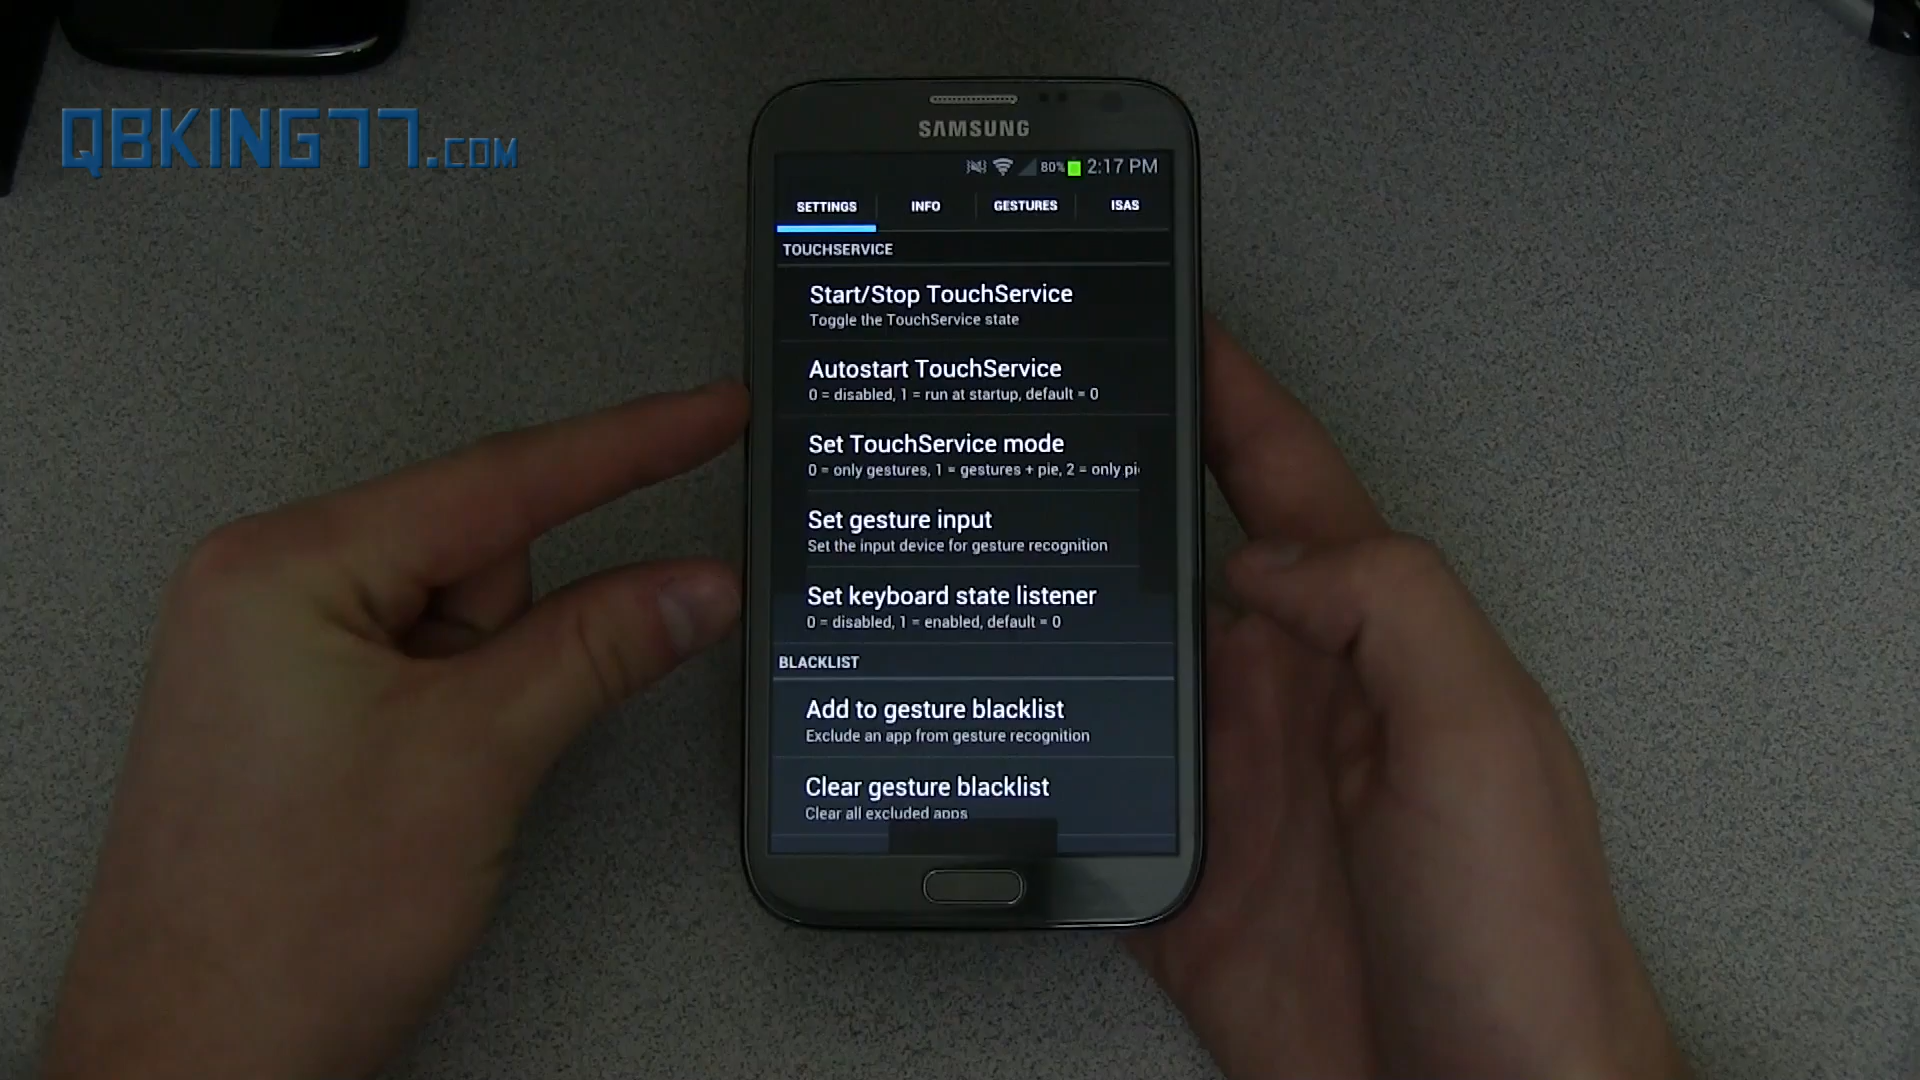 QBKING77.COM
SAMSUNG
80% 2:17 PM
SETTINGS INFO GESTURES ISAS
TOUCHSERVICE
Start/Stop TouchService
Toggle the TouchService state
Autostart TouchService
0 = disabled, 1 = run at startup, default = 0
Set TouchService mode
0 = only gestures, 1 = gestures + pie, 2 = only pi
Set gesture input
Set the input device for gesture recognition
Set keyboard state listener
0 = disabled, 1 = enabled, default = 0
BLACKLIST
Add to gesture blacklist
Exclude an app from gesture recognition
Clear gesture blacklist
Clear all excluded apps